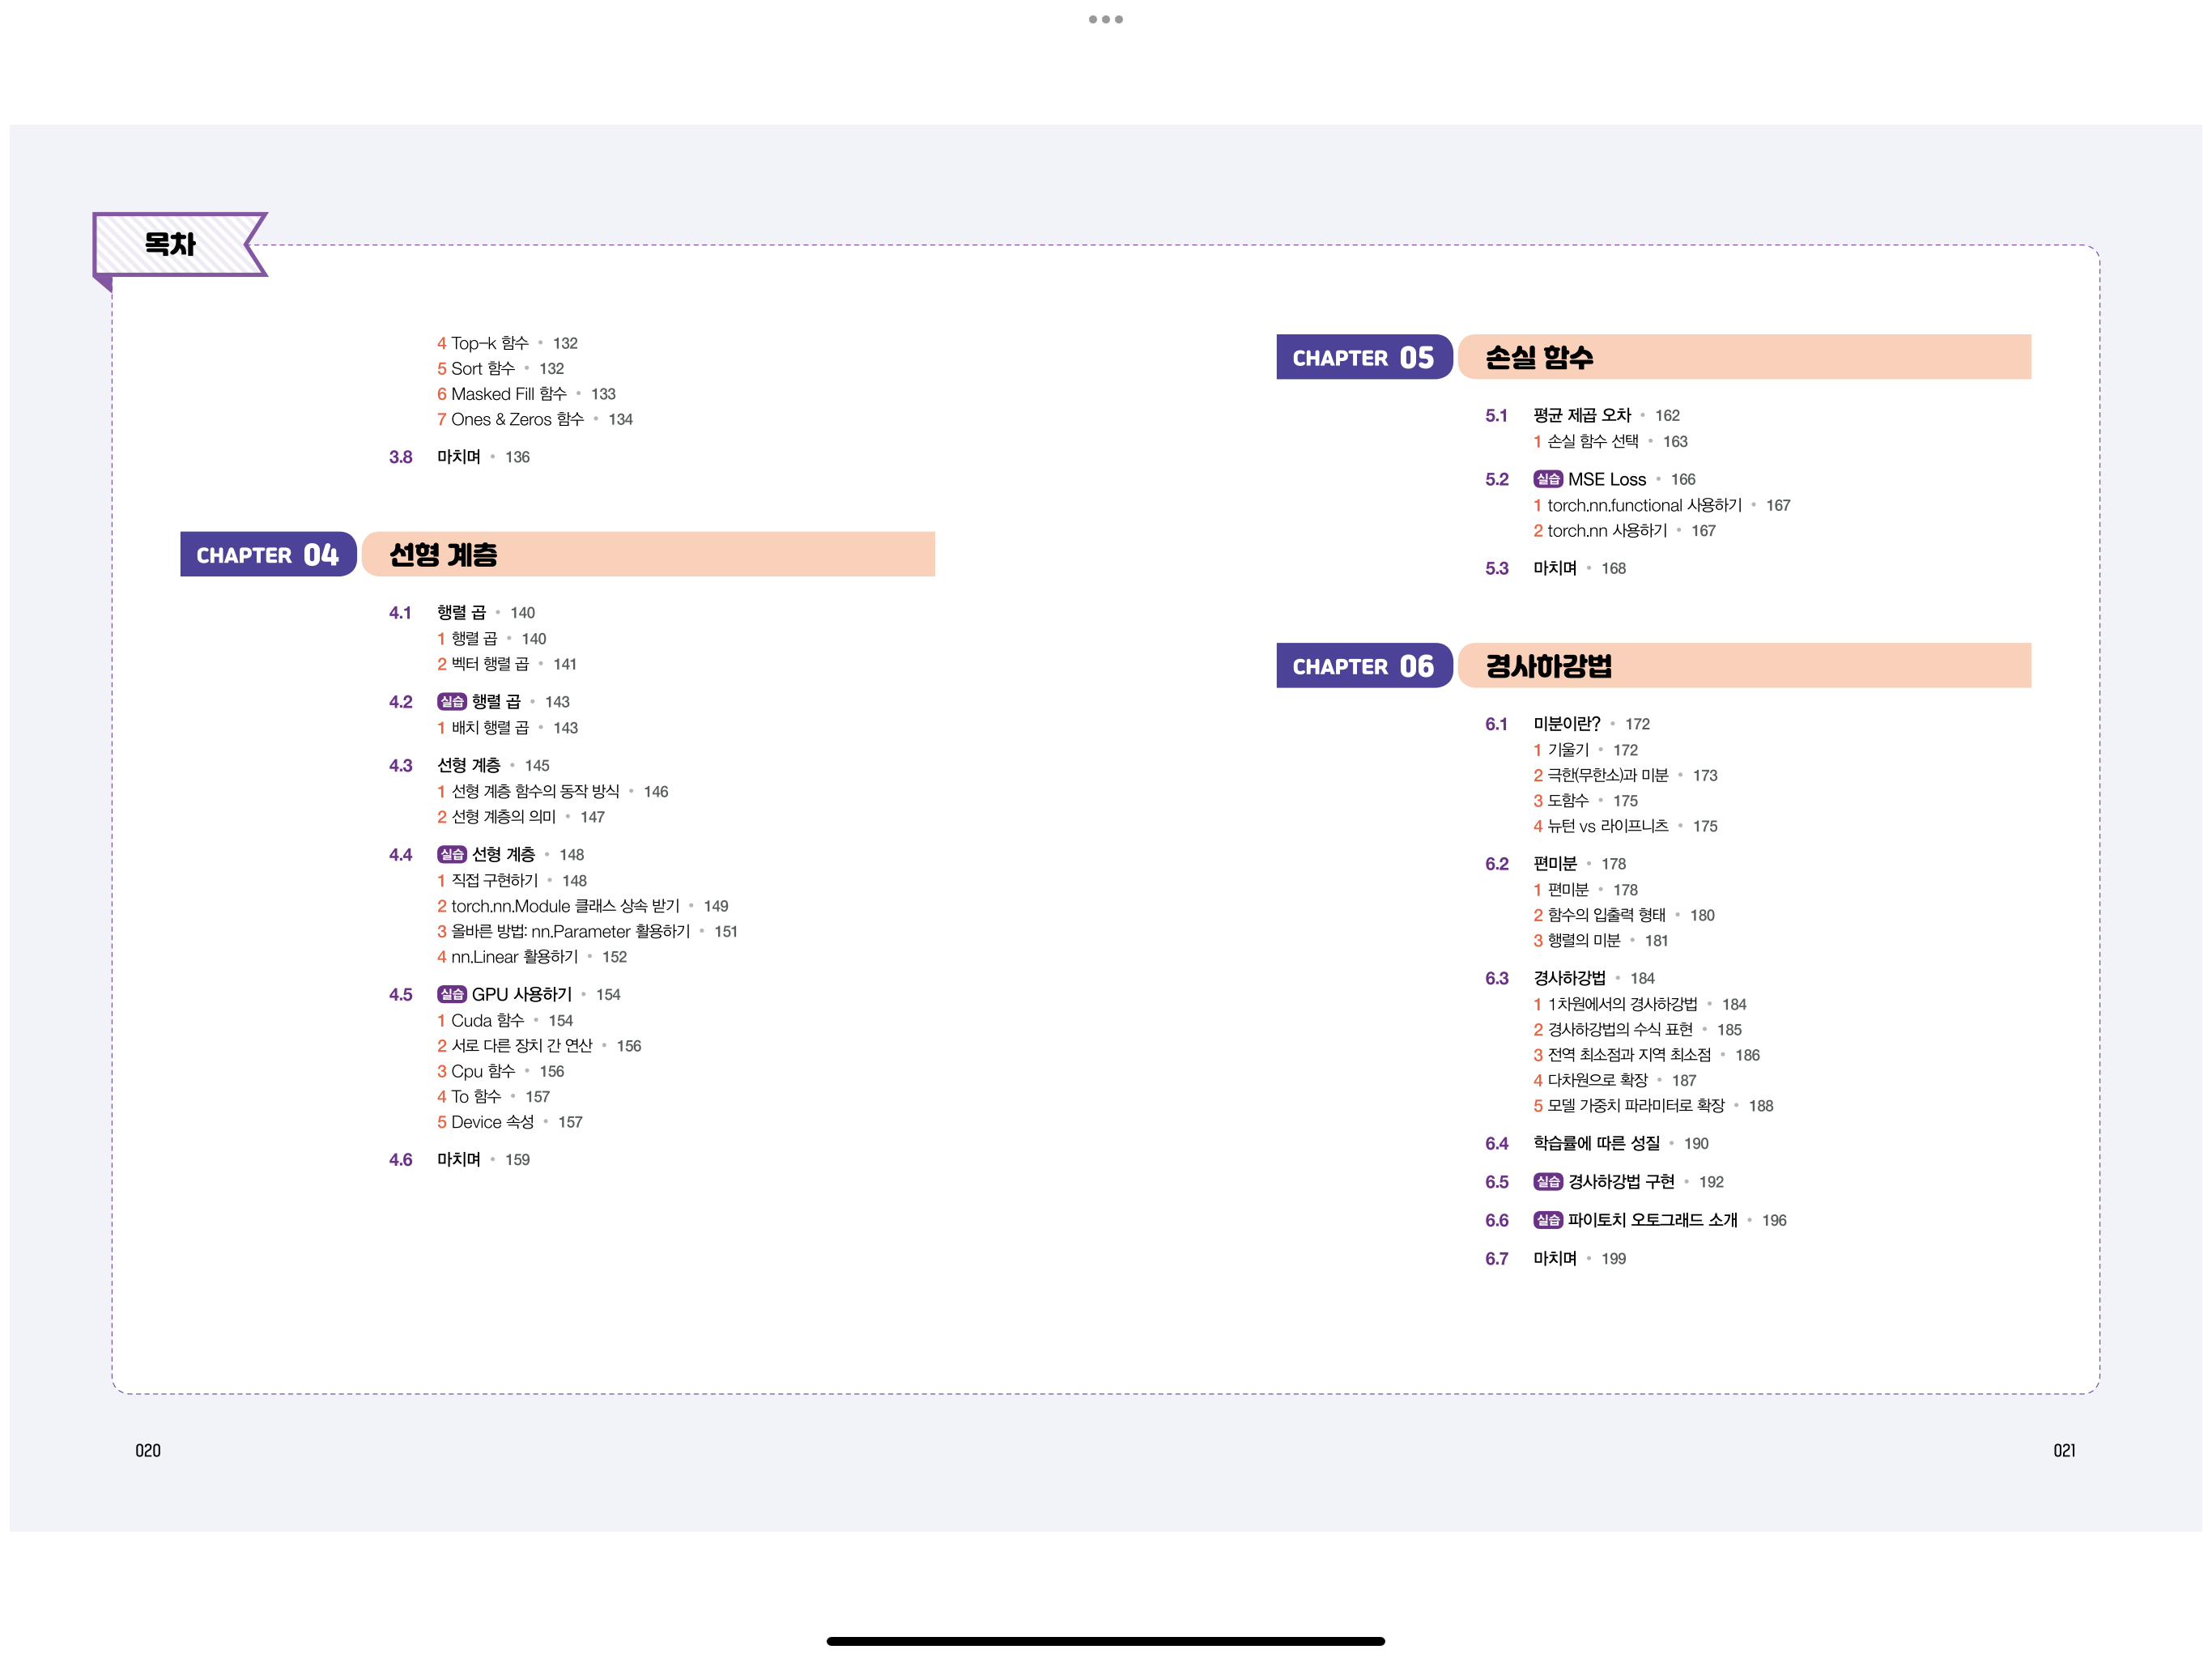 목차
4 Top-k 함수 • 132
5 Sort 함수 • 132
6 Masked Fill 함수 • 133
7 Ones & Zeros 함수 • 134
3.8 마치며 • 136
CHAPTER 04 선형 계층
4.1 행렬 곱 • 140
1 행렬 곱 • 140
2 벡터 행렬 곱 • 141
4.2 실습 행렬 곱 • 143
1 배치 행렬 곱 • 143
4.3 선형 계층 • 145
1 선형 계층 함수의 동작 방식 • 146
2 선형 계층의 의미 • 147
4.4 실습 선형 계층 • 148
1 직접 구현하기 • 148
2 torch.nn.Module 클래스 상속 받기 • 149
3 올바른 방법: nn.Parameter 활용하기 • 151
4 nn.Linear 활용하기 • 152
4.5 실습 GPU 사용하기 • 154
1 Cuda 함수 • 154
2 서로 다른 장치 간 연산 • 156
3 Cpu 함수 • 156
4 To 함수 • 157
5 Device 속성 • 157
4.6 마치며 • 159
020
CHAPTER 05 손실 함수
5.1 평균 제곱 오차 • 162
1 손실 함수 선택 • 163
5.2 실습 MSE Loss • 166
1 torch.nn.functional 사용하기 • 167
2 torch.nn 사용하기 • 167
5.3 마치며 • 168
CHAPTER 06 경사하강법
6.1 미분이란? • 172
1 기울기 • 172
2 극한(무한소)과 미분 • 173
3 도함수 • 175
4 뉴턴 vs 라이프니츠 • 175
6.2 편미분 • 178
1 편미분 • 178
2 함수의 입출력 형태 • 180
3 행렬의 미분 • 181
6.3 경사하강법 • 184
1 1차원에서의 경사하강법 • 184
2 경사하강법의 수식 표현 • 185
3 전역 최소점과 지역 최소점 • 186
4 다차원으로 확장 • 187
5 모델 가중치 파라미터로 확장 • 188
6.4 학습률에 따른 성질 • 190
6.5 실습 경사하강법 구현 • 192
6.6 실습 파이토치 오토그래드 소개 • 196
6.7 마치며 • 199
021